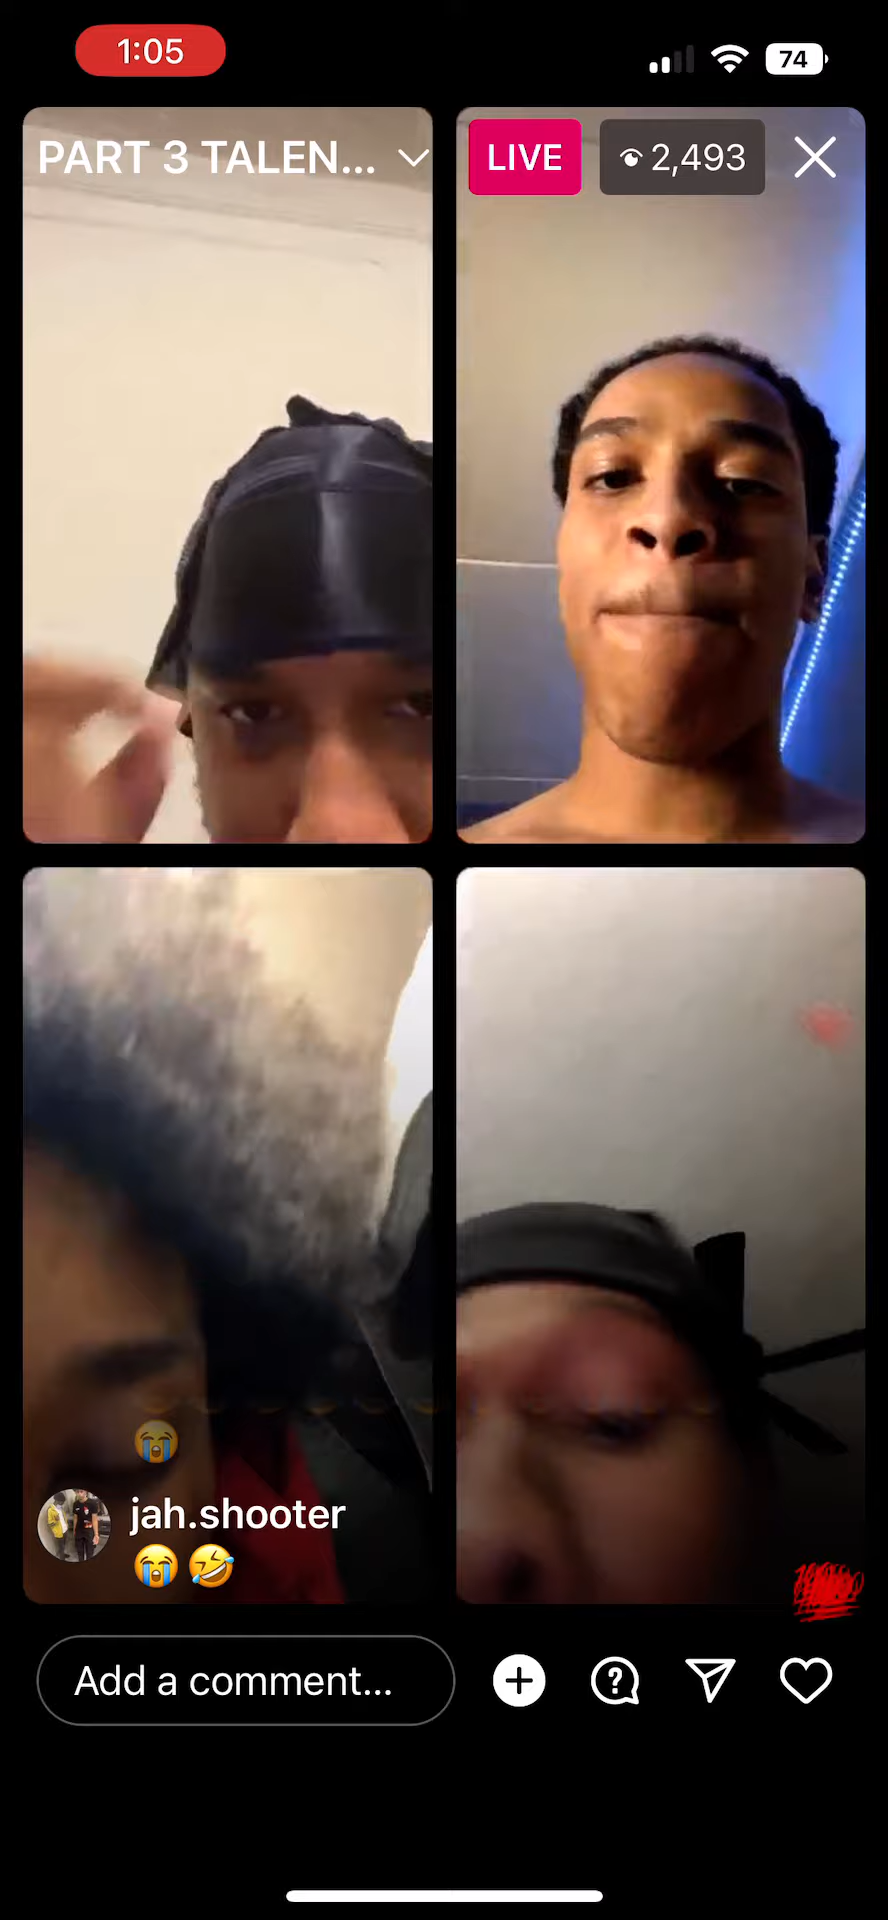 1:05
74
PART 3 TALEN...
LIVE
2,493
😭
jah.shooter
😭🤣
Add a comment...